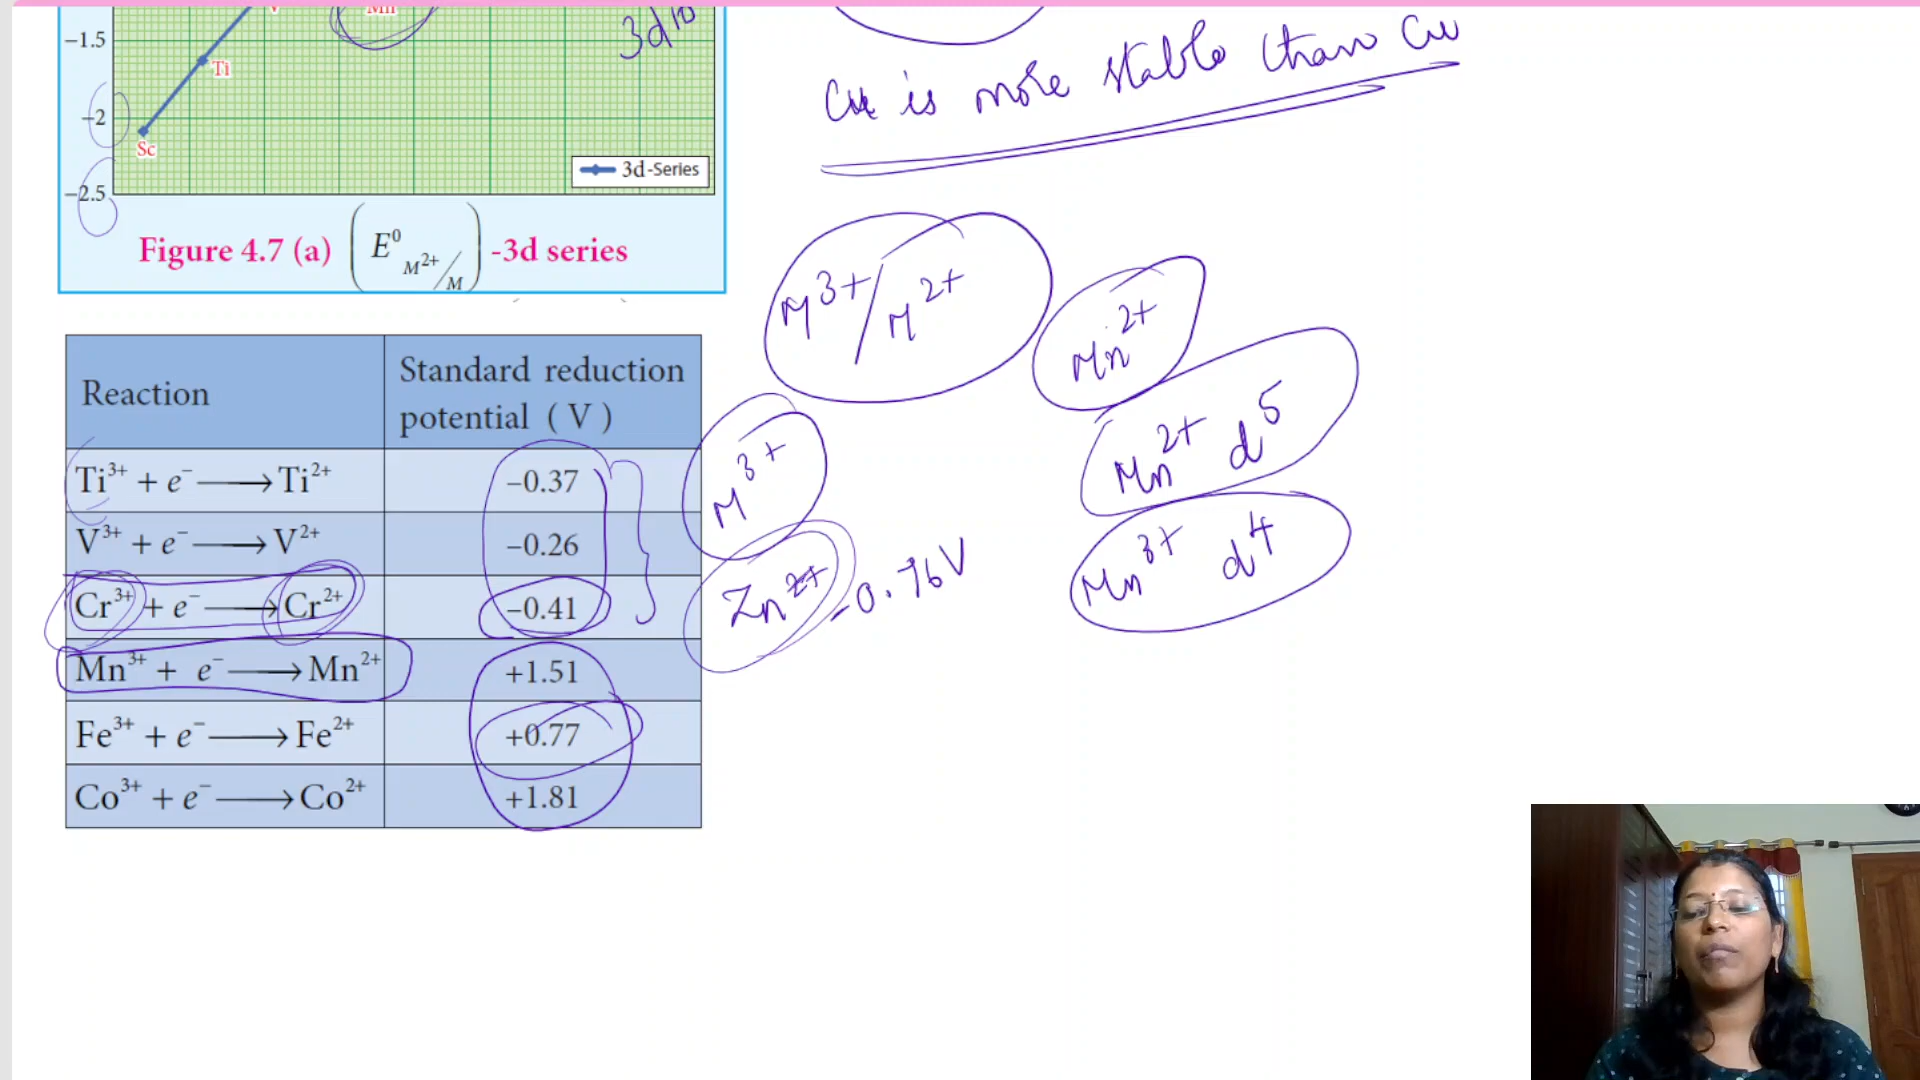 V
Mn
3d10
−1.5
Ti
−2
Sc
3d-Series
−2.5
Figure 4.7 (a) (E⁰ M²⁺/M) -3d series
Cu is more stable than Cu
M³⁺/M²⁺
Mn²⁺
Mn²⁺ d⁵
Mn³⁺ d⁴
M³⁺
Zn²⁺ -0.76V
Reaction Standard reduction potential ( V )
Ti³⁺ + e⁻ ⟶ Ti²⁺ −0.37
V³⁺ + e⁻ ⟶ V²⁺ −0.26
Cr³⁺ + e⁻ ⟶ Cr²⁺ −0.41
Mn³⁺ + e⁻ ⟶ Mn²⁺ +1.51
Fe³⁺ + e⁻ ⟶ Fe²⁺ +0.77
Co³⁺ + e⁻ ⟶ Co²⁺ +1.81